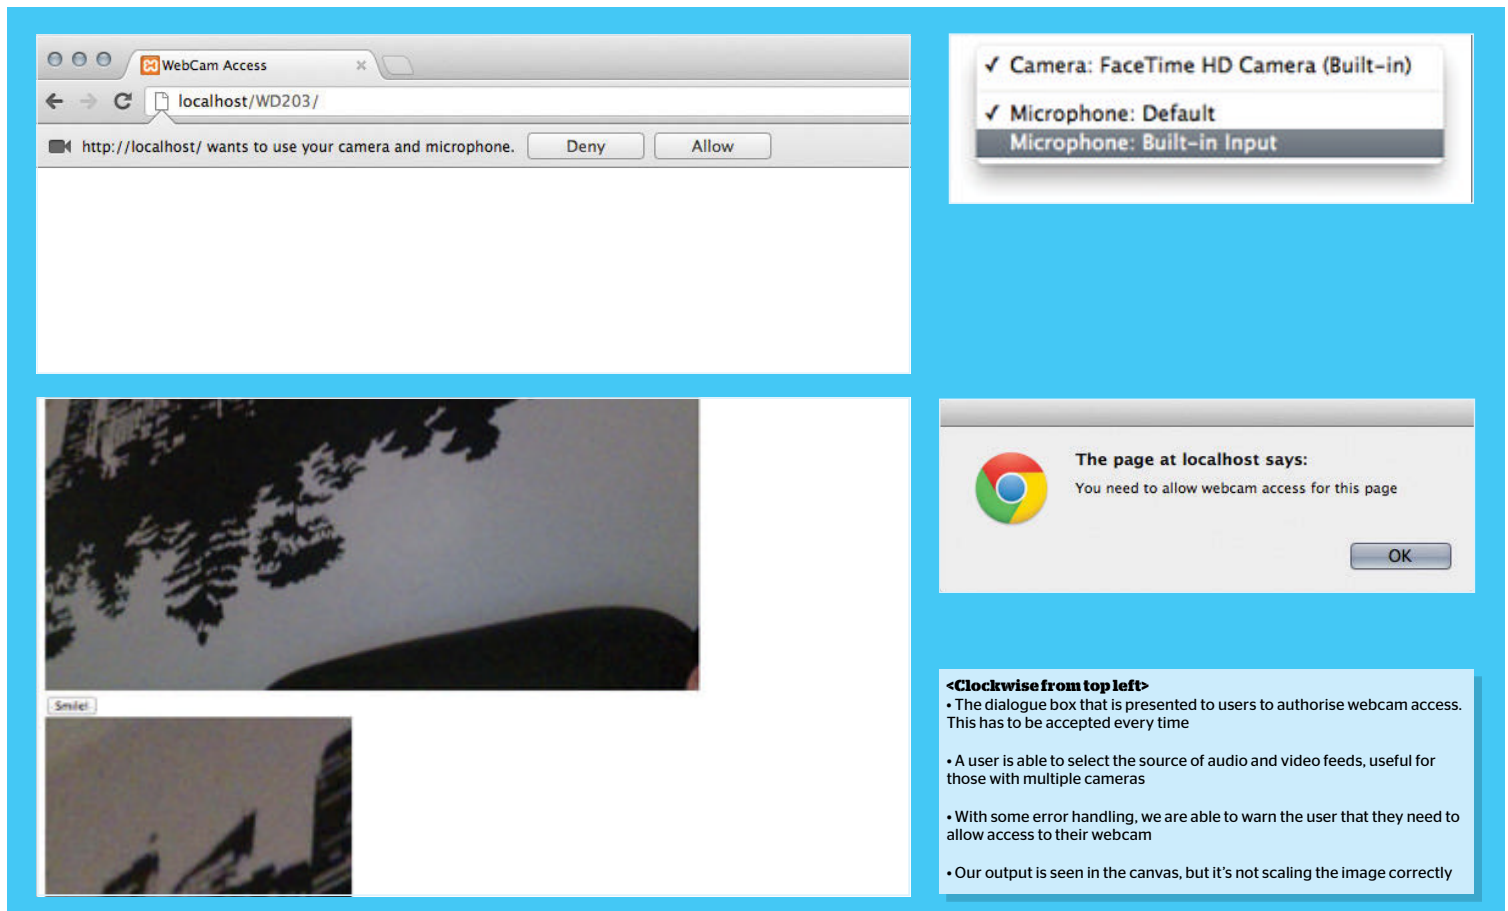 WebCam Access
localhost/WD203/
http://localhost/ wants to use your camera and microphone. Deny Allow
✓ Camera: FaceTime HD Camera (Built-in)
✓ Microphone: Default
Microphone: Built-in Input
Smile!
The page at localhost says:
You need to allow webcam access for this page
OK
<Clockwise from top left>
• The dialogue box that is presented to users to authorise webcam access.
This has to be accepted every time
• A user is able to select the source of audio and video feeds, useful for
those with multiple cameras
• With some error handling, we are able to warn the user that they need to
allow access to their webcam
• Our output is seen in the canvas, but it's not scaling the image correctly